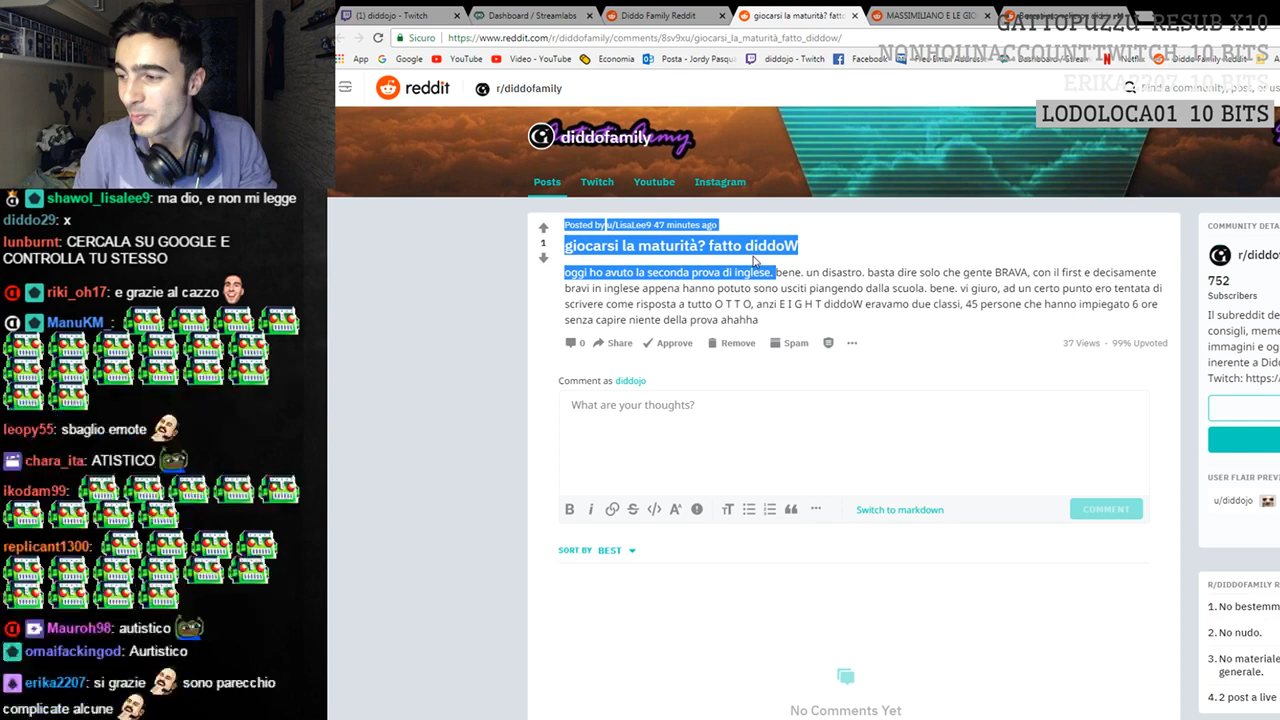 (1) diddojo - Twitch
Dashboard / Streamlabs
Diddo Family Reddit
giocarsi la maturità? fatt
MASSIMILIANO E LE GIO
GATTOPUZZU RESUB X10
Sicuro
https://www.reddit.com/r/diddofamily/comments/8sv9xu/giocarsi_la_maturità_fatto_diddow/
NONHOUNACCOUNTTWITCH 10 BITS
App
Google
YouTube
Video - YouTube
Economia
Posta - Jordy Pasqua
diddojo - Twitch
Facebook
Netflix
ERIKA2207 10 BITS
reddit
r/diddofamily
Find a community, post, or us
LODOLOCA01 10 BITS
diddofamily
Posts
Twitch
Youtube
Instagram
shawol_lisalee9: ma dio, e non mi legge
diddo29: x
lunburnt: CERCALA SU GOOGLE E
CONTROLLA TU STESSO
riki_oh17: e grazie al cazzo
ManuKM_:
leopy55: sbaglio emote
chara_ita: ATISTICO
ikodam99:
replicant1300:
Mauroh98: autistico
omaifackingod: Autistico
erika2207: si grazie sono parecchio
complicate alcune
Posted by u/LisaLee9 47 minutes ago
1
giocarsi la maturità? fatto diddoW
oggi ho avuto la seconda prova di inglese. bene. un disastro. basta dire solo che gente BRAVA, con il first e decisamente
bravi in inglese appena hanno potuto sono usciti piangendo dalla scuola. bene. vi giuro, ad un certo punto ero tentata di
scrivere come risposta a tutto O T T O, anzi E I G H T diddoW eravamo due classi, 45 persone che hanno impiegato 6 ore
senza capire niente della prova ahahha
0
Share
Approve
Remove
Spam
37 Views · 99% Upvoted
Comment as diddojo
What are your thoughts?
Switch to markdown
COMMENT
SORT BY BEST
No Comments Yet
COMMUNITY DETA
r/diddo
752
Subscribers
Il subreddit de
consigli, meme
immagini e og
inerente a Dido
Twitch: https:/
USER FLAIR PREV
u/diddojo
R/DIDDOFAMILY R
1. No bestemm
2. No nudo.
3. No materiale
generale.
4. 2 post a live